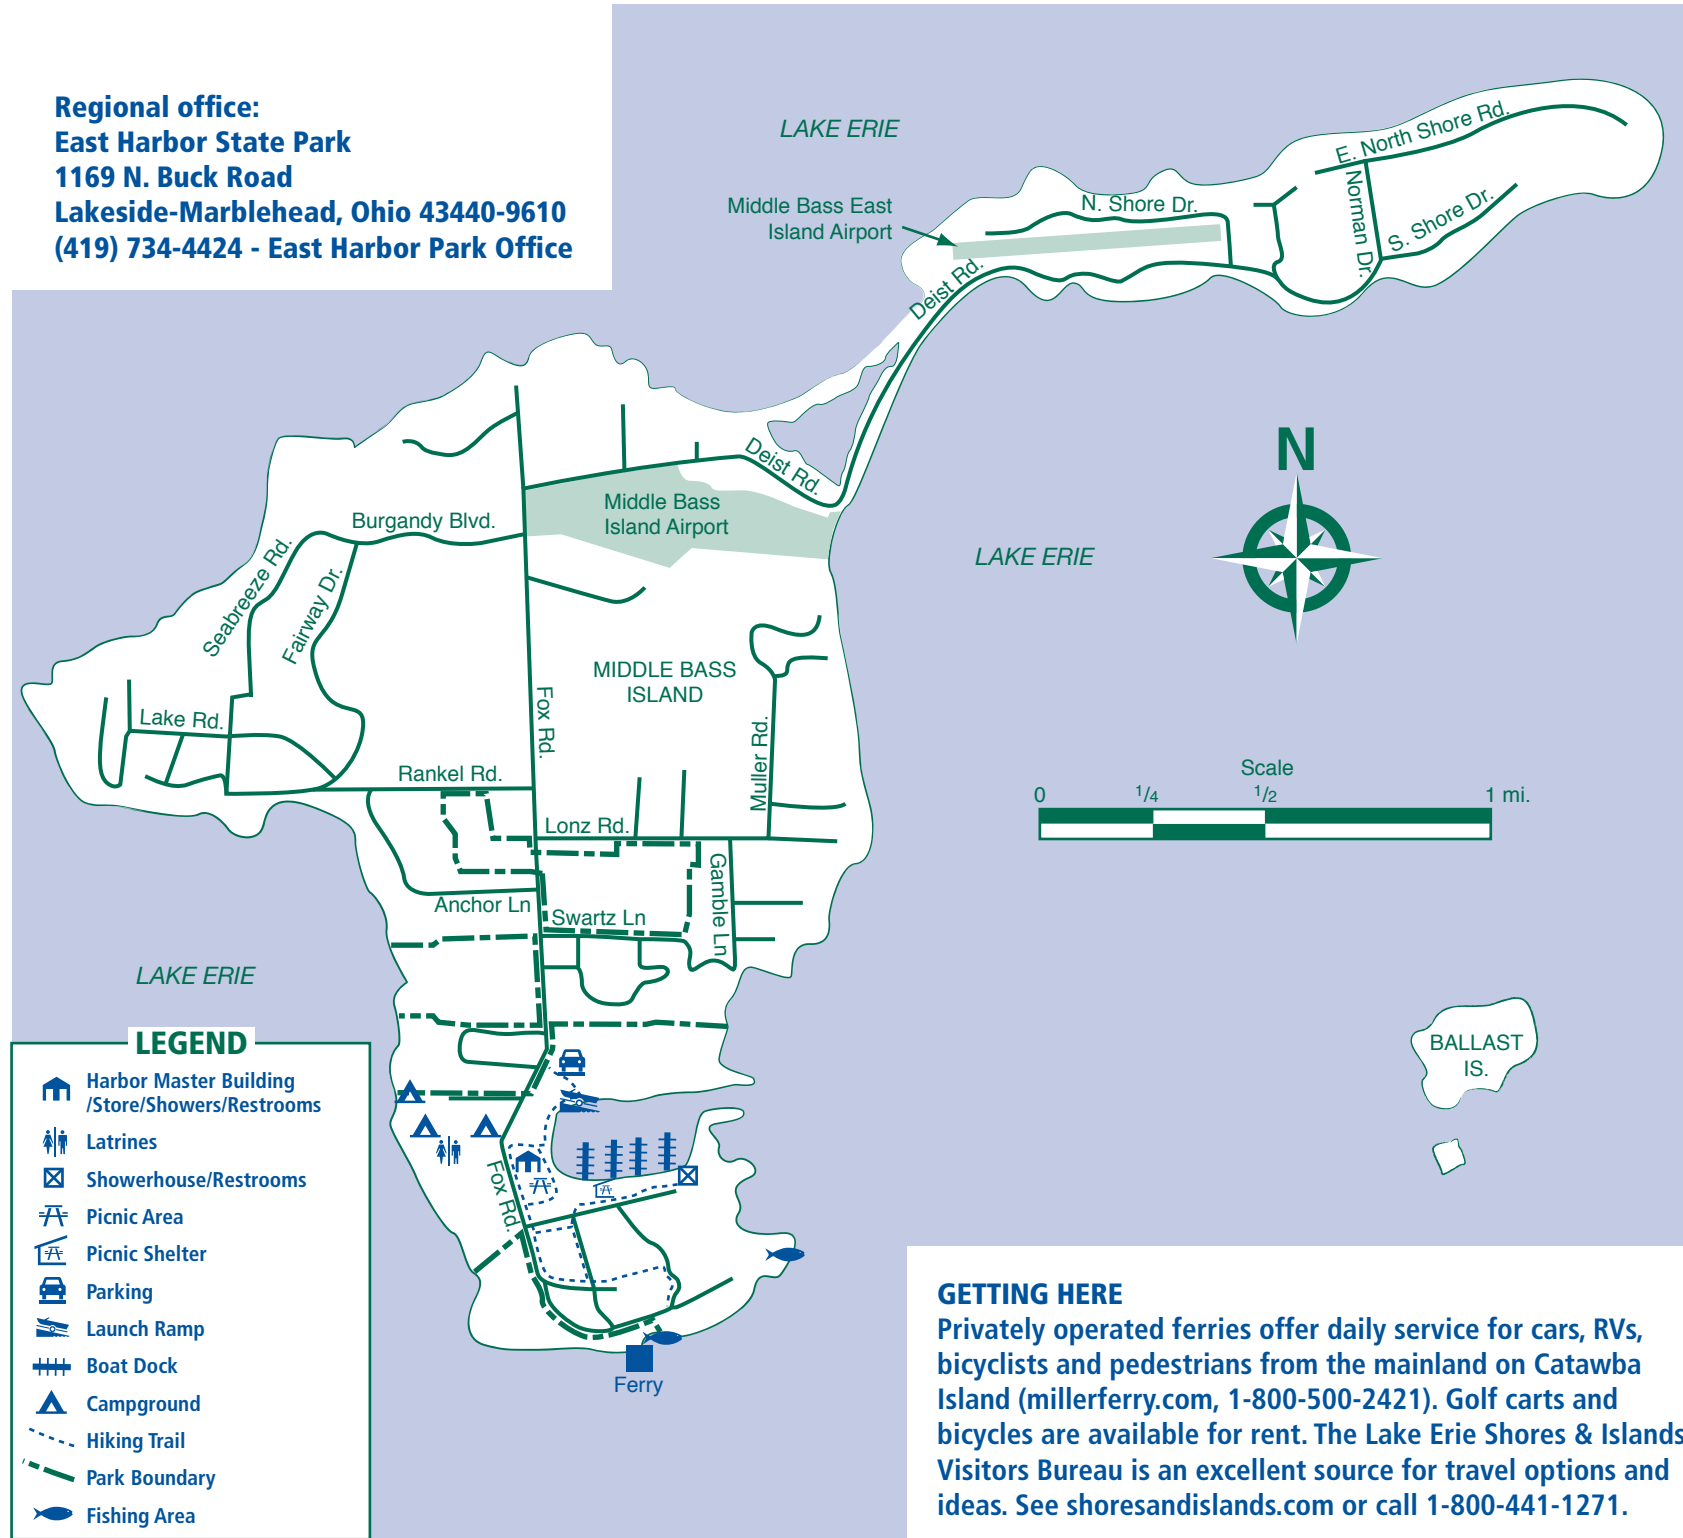 Regional office:
East Harbor State Park
1169 N. Buck Road
Lakeside-Marblehead, Ohio 43440-9610
(419) 734-4424 - East Harbor Park Office
LAKE ERIE
Middle Bass East
Island Airport
N. Shore Dr.
E. North Shore Rd.
Norman Dr.
S. Shore Dr.
Deist Rd.
Deist Rd.
Middle Bass
Island Airport
Burgandy Blvd.
Seabreeze Rd.
Fairway Dr.
N
LAKE ERIE
MIDDLE BASS
ISLAND
Fox Rd.
Muller Rd.
Lake Rd.
Rankel Rd.
Lonz Rd.
Scale
0 1/4 1/2 1 mi.
Gamble Ln
Anchor Ln
Swartz Ln
LAKE ERIE
BALLAST
IS.
Fox Rd.
Ferry
LEGEND
Harbor Master Building
/Store/Showers/Restrooms
Latrines
Showerhouse/Restrooms
Picnic Area
Picnic Shelter
Parking
Launch Ramp
Boat Dock
Campground
Hiking Trail
Park Boundary
Fishing Area
GETTING HERE
Privately operated ferries offer daily service for cars, RVs,
bicyclists and pedestrians from the mainland on Catawba
Island (millerferry.com, 1-800-500-2421). Golf carts and
bicycles are available for rent. The Lake Erie Shores & Islands
Visitors Bureau is an excellent source for travel options and
ideas. See shoresandislands.com or call 1-800-441-1271.